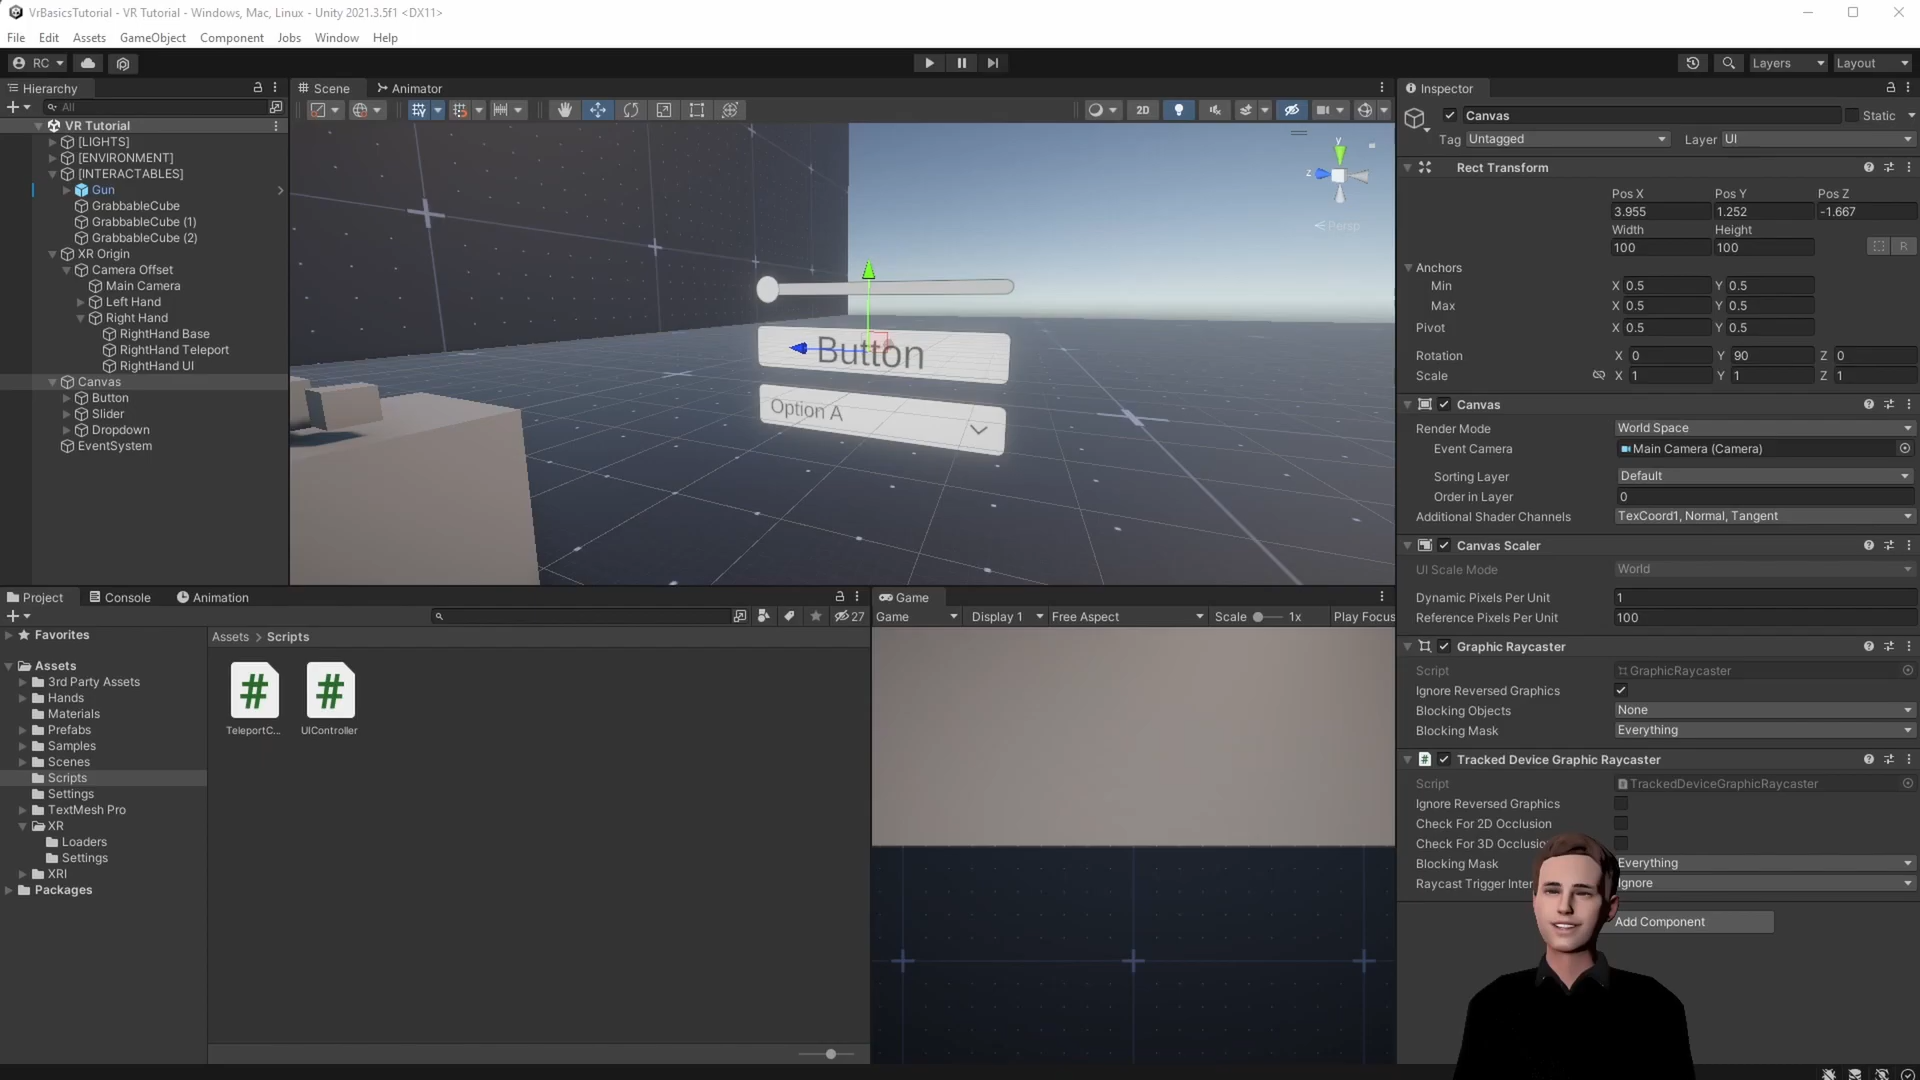 VrBasicsTutorial - VR Tutorial - Windows, Mac, Linux - Unity 2021.3.5f1 <DX11>
File Edit Assets GameObject Component Jobs Window Help
RC Layers Layout
Hierarchy
All
VR Tutorial
[LIGHTS]
[ENVIRONMENT]
[INTERACTABLES]
Gun
GrabbableCube
GrabbableCube (1)
GrabbableCube (2)
XR Origin
Camera Offset
Main Camera
Left Hand
Right Hand
RightHand Base
RightHand Teleport
RightHand UI
Canvas
Button
Slider
Dropdown
EventSystem
Scene Animator
2D
y
z
Persp
Button
Option A
Inspector
Canvas Static
Tag Untagged Layer UI
Rect Transform
Pos X Pos Y Pos Z
3.955 1.252 -1.667
Width Height
100 100
R
Anchors
Min X 0.5 Y 0.5
Max X 0.5 Y 0.5
Pivot X 0.5 Y 0.5
Rotation X 0 Y 90 Z 0
Scale X 1 Y 1 Z 1
Canvas
Render Mode World Space
Event Camera Main Camera (Camera)
Sorting Layer Default
Order in Layer 0
Additional Shader Channels TexCoord1, Normal, Tangent
Canvas Scaler
UI Scale Mode World
Dynamic Pixels Per Unit 1
Reference Pixels Per Unit 100
Graphic Raycaster
Script GraphicRaycaster
Ignore Reversed Graphics
Blocking Objects None
Blocking Mask Everything
Tracked Device Graphic Raycaster
Script TrackedDeviceGraphicRaycaster
Ignore Reversed Graphics
Check For 2D Occlusion
Check For 3D Occlusio
Blocking Mask Everything
Raycast Trigger Inter Ignore
Add Component
Project Console Animation
27
Favorites
Assets
3rd Party Assets
Hands
Materials
Prefabs
Samples
Scenes
Scripts
Settings
TextMesh Pro
XR
Loaders
Settings
XRI
Packages
Assets > Scripts
#
#
TeleportC...
UIController
Game
Game Display 1 Free Aspect Scale 1x Play Focus